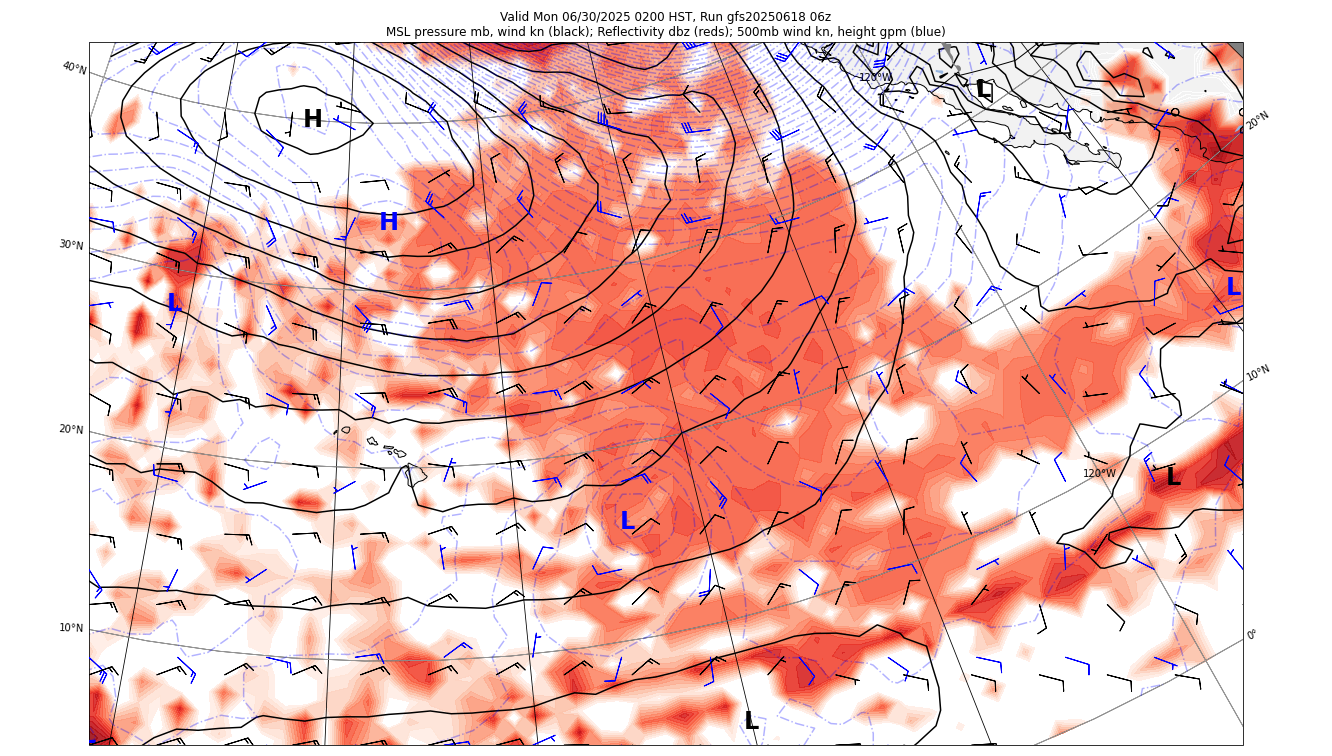 Valid Mon 06/30/2025 0200 HST, Run gfs20250618 06z
MSL pressure mb, wind kn (black); Reflectivity dbz (reds); 500mb wind kn, height gpm (blue)
40°N
120°W
L
20°N
H
H
30°N
L
L
10°N
20°N
120°W
L
L
10°N
0°
L